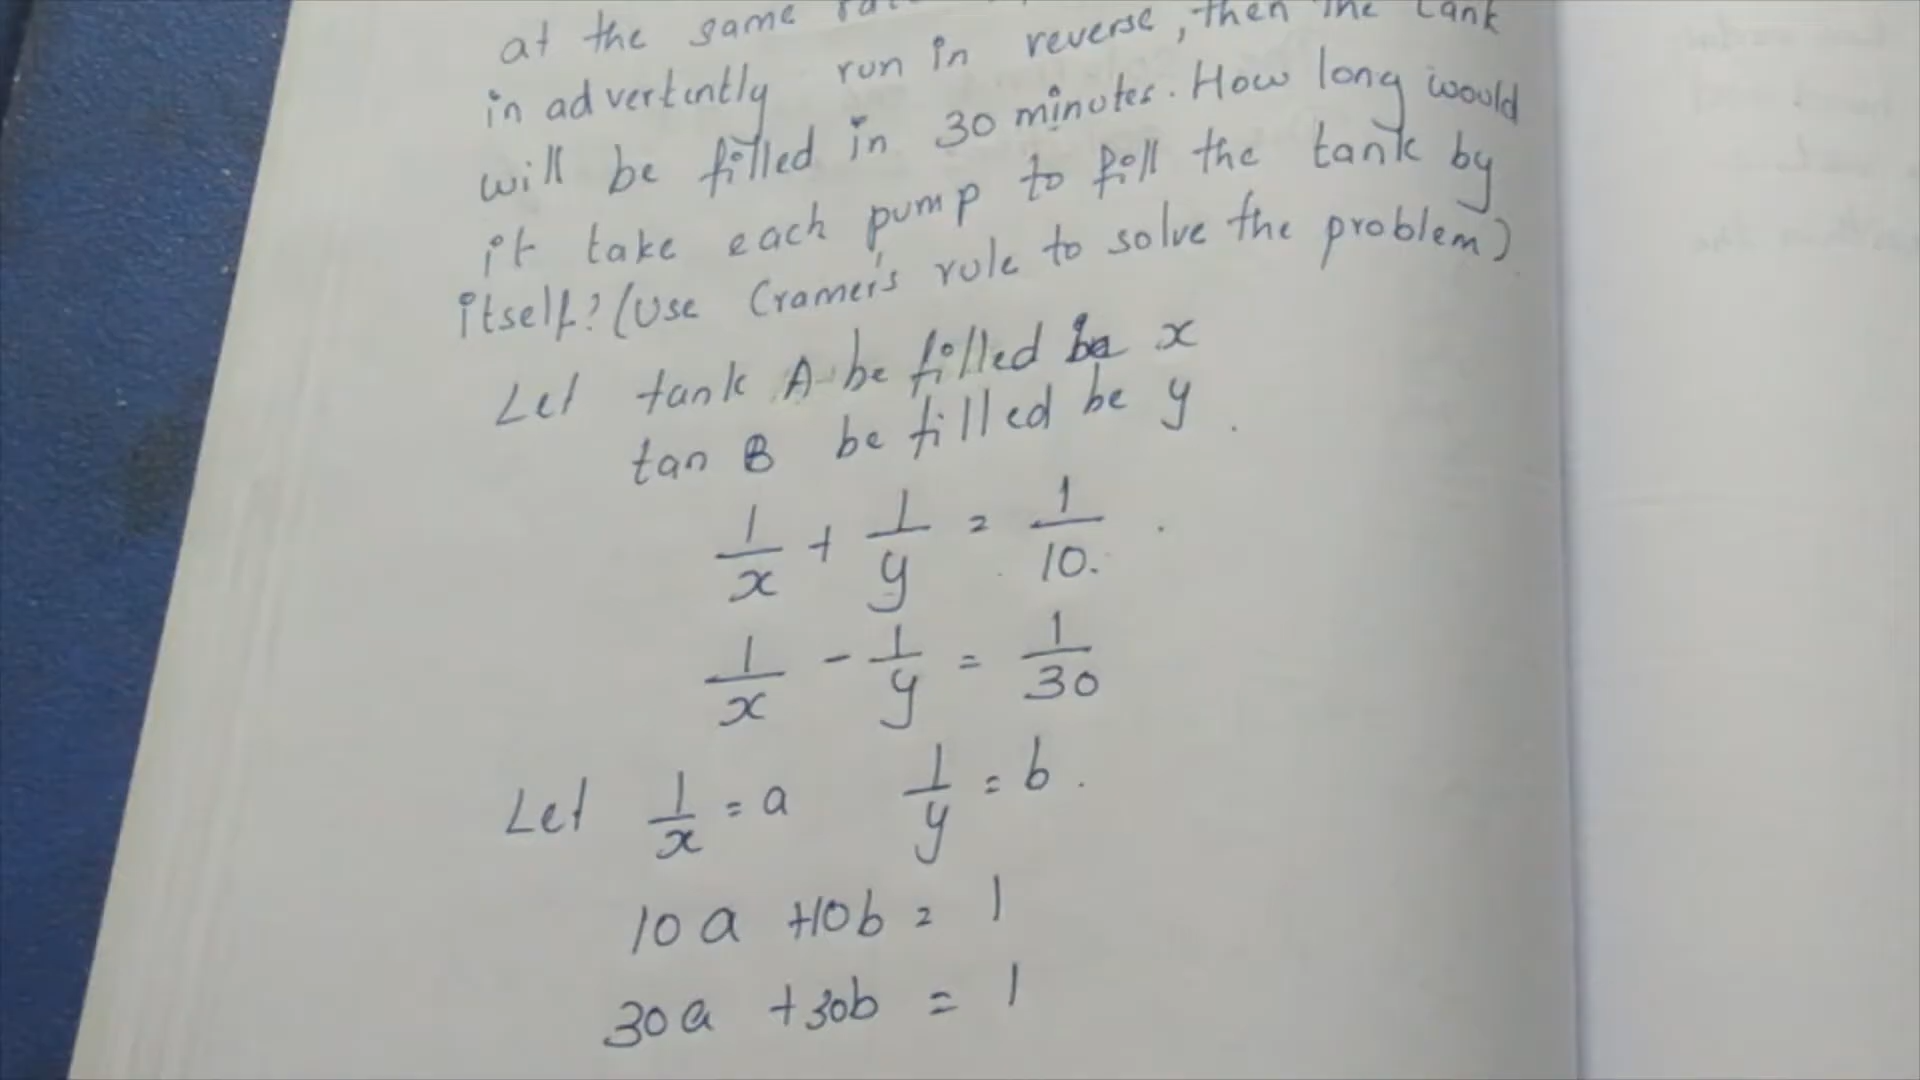 at the same
in advertently run in reverse, then the tank
will be filled in 30 minutes. How long would
it take each pump to fill the tank by
itself? (Use Cramer's rule to solve the problem)
Let tank A be filled be x
tan B be filled be y.
1/x + 1/y = 1/10.
1/x - 1/y = 1/30
Let 1/x = a 1/y = b.
10a +10b = 1
30a +30b = 1